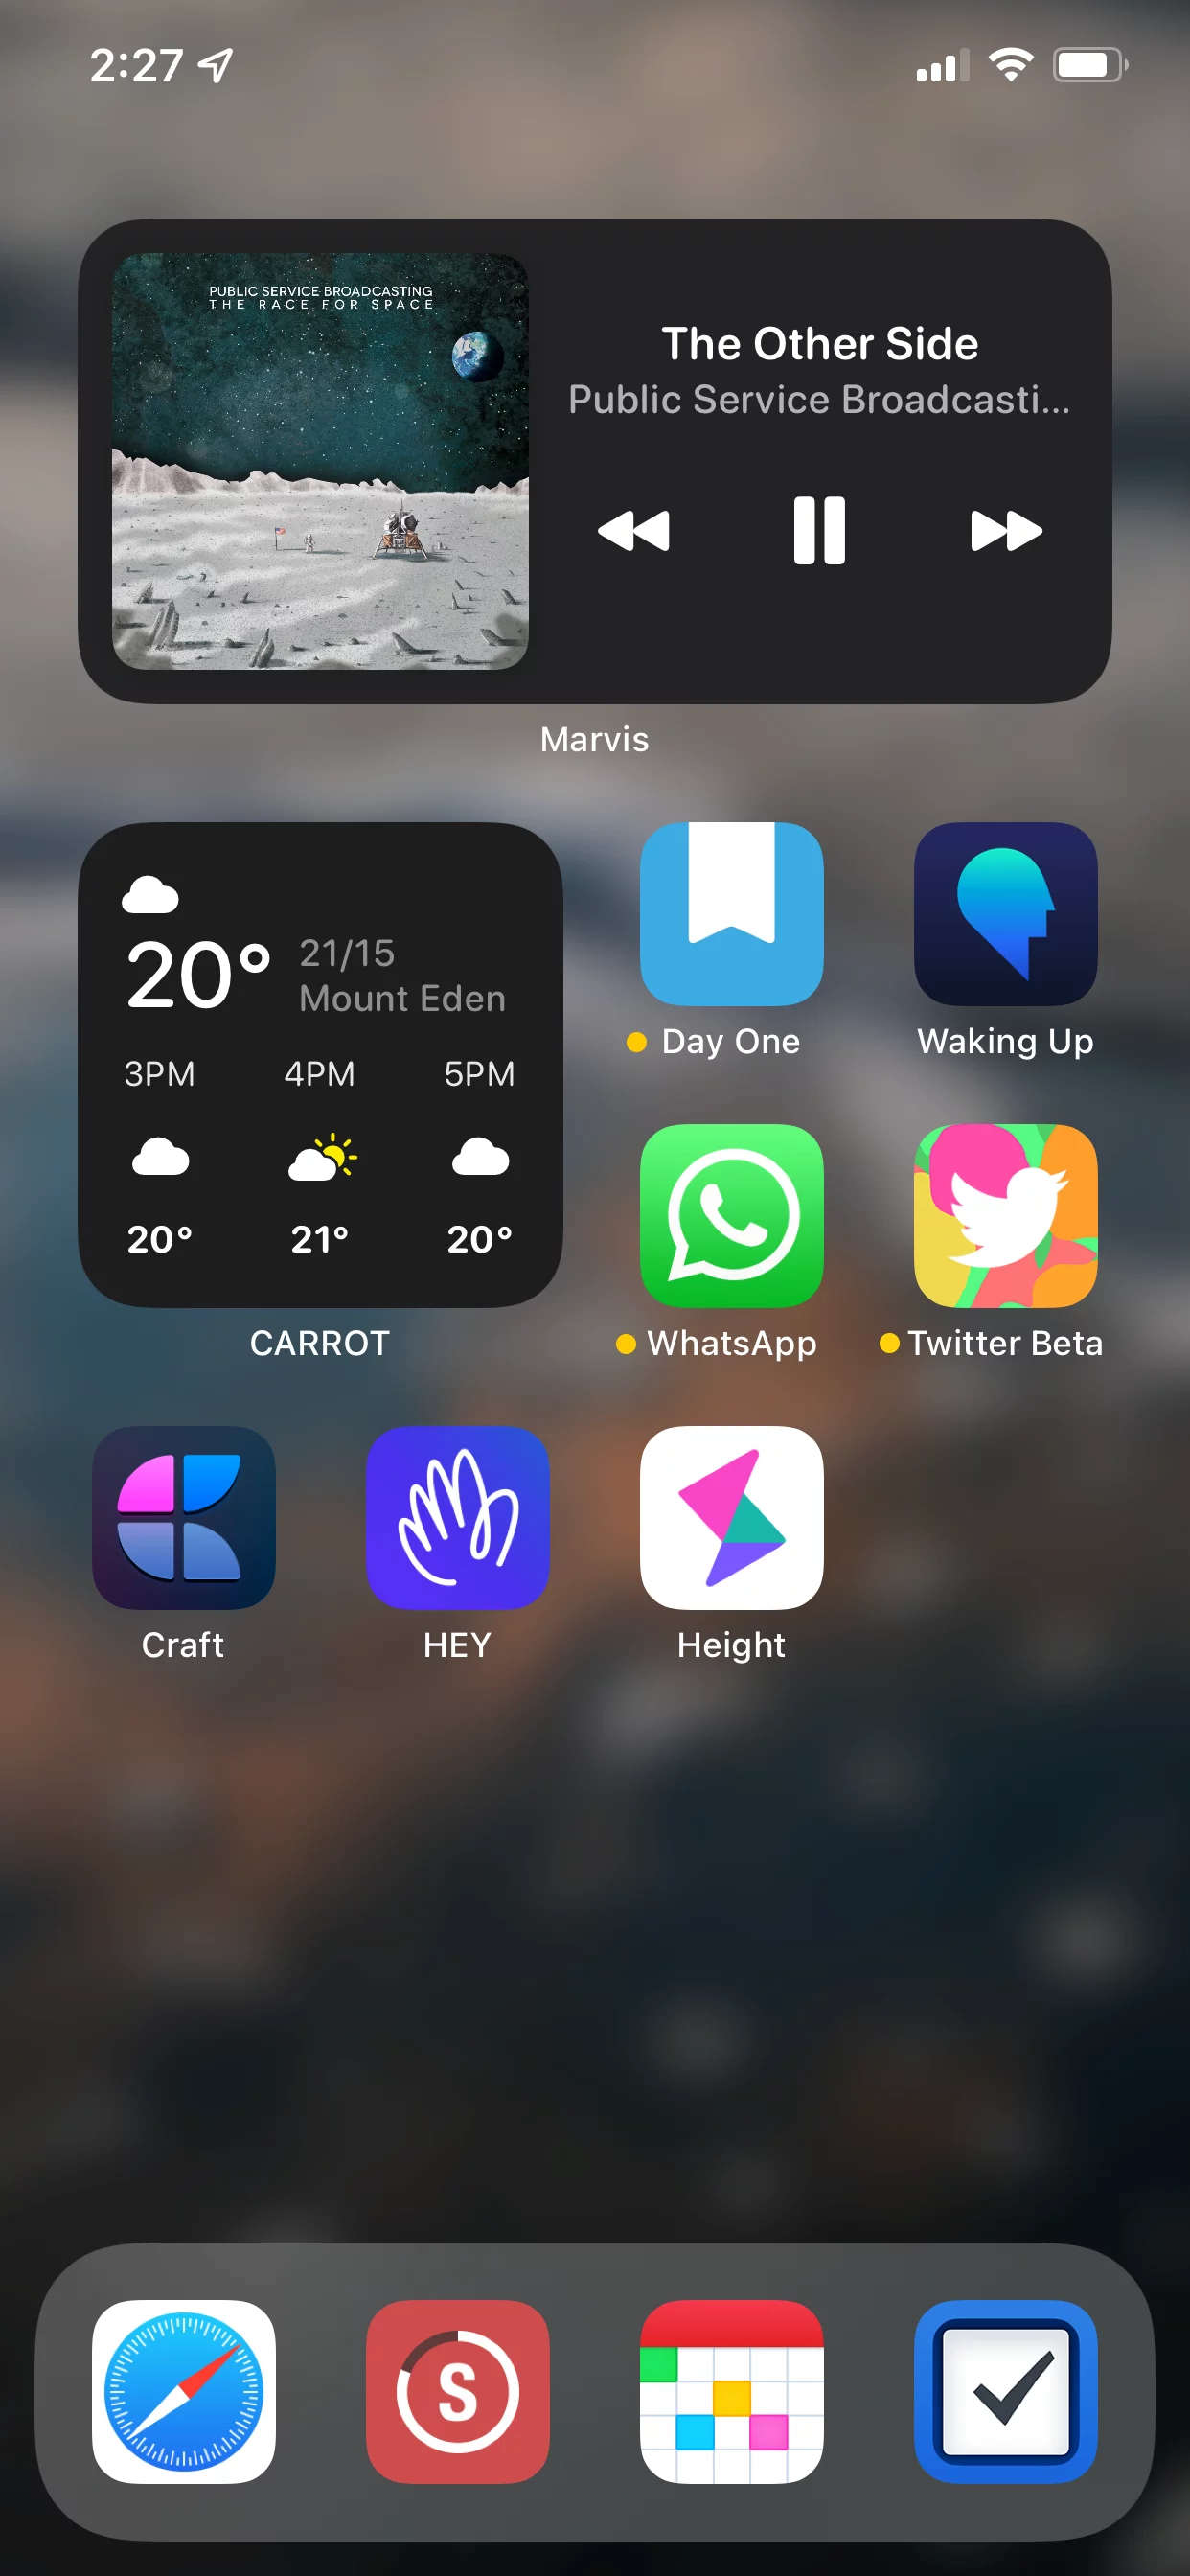 2:27
PUBLIC SERVICE BROADCASTING
THE RACE FOR SPACE
The Other Side
Public Service Broadcasti...
Marvis
20° 21/15
Mount Eden
3PM 4PM 5PM
20° 21° 20°
CARROT
Day One
Waking Up
WhatsApp
Twitter Beta
Craft
HEY
Height
S